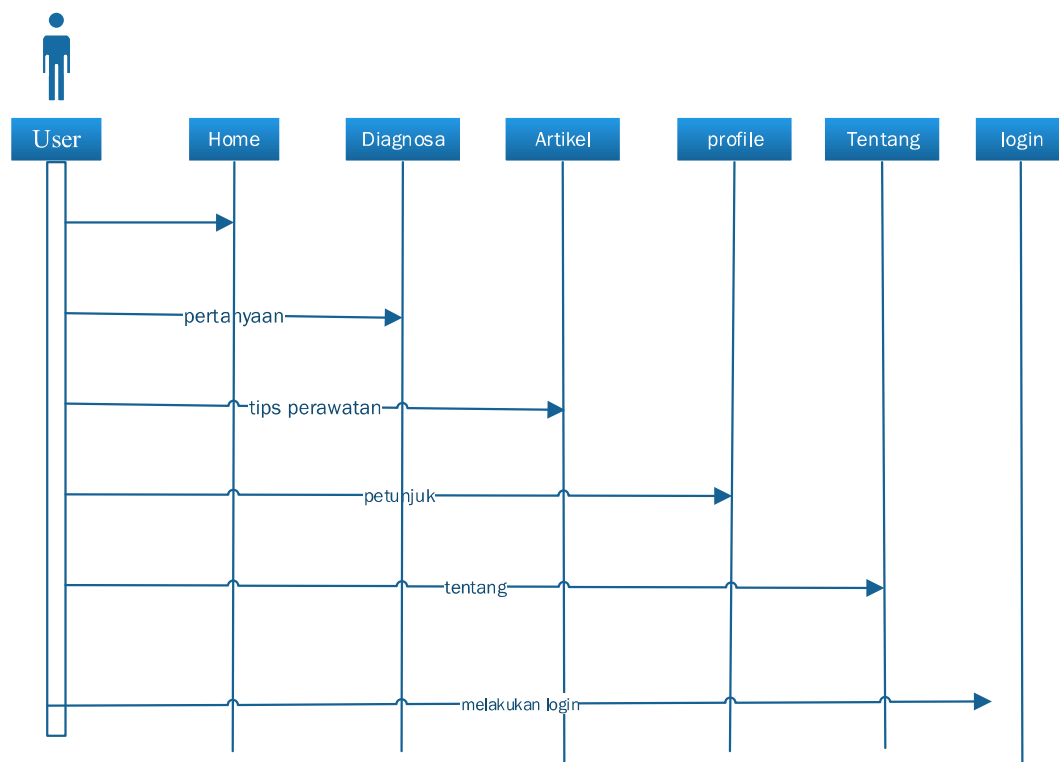 User
Home
Diagnosa
Artikel
profile
Tentang
login
pertanyaan
tips perawatan
petunjuk
tentang
melakukan login